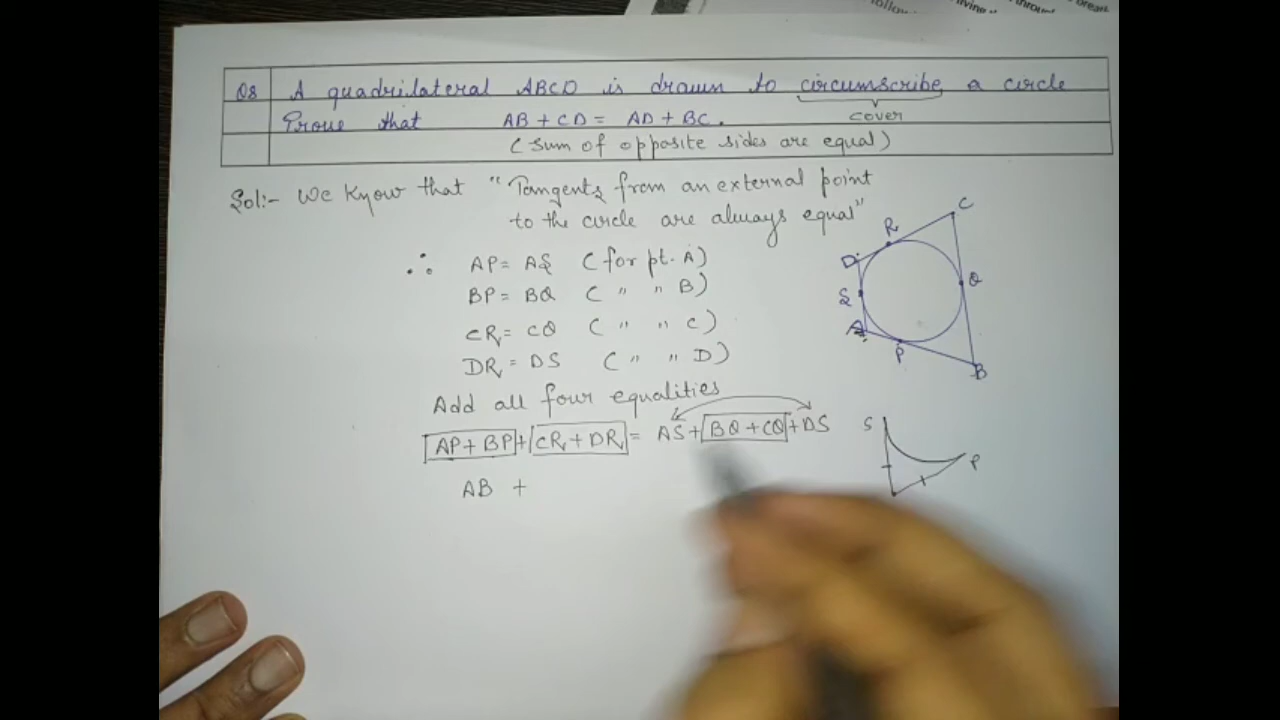 follow..
living
throu
Q8 A quadrilateral ABCD is drawn to circumscribe a circle
Prove that AB + CD = AD + BC.
cover
(Sum of opposite sides are equal)
Sol:- We know that "Tangents from an external point
to the circle are always equal"
∴ AP = AS (for pt. A)
BP = BQ ( " " B)
CR = CQ ( " " C)
DR = DS ( " " D)
Add all four equalities
AP + BP + CR + DR = AS + BQ + CQ + DS
AB +
C
R
D
Q
S
A
P
B
S
P